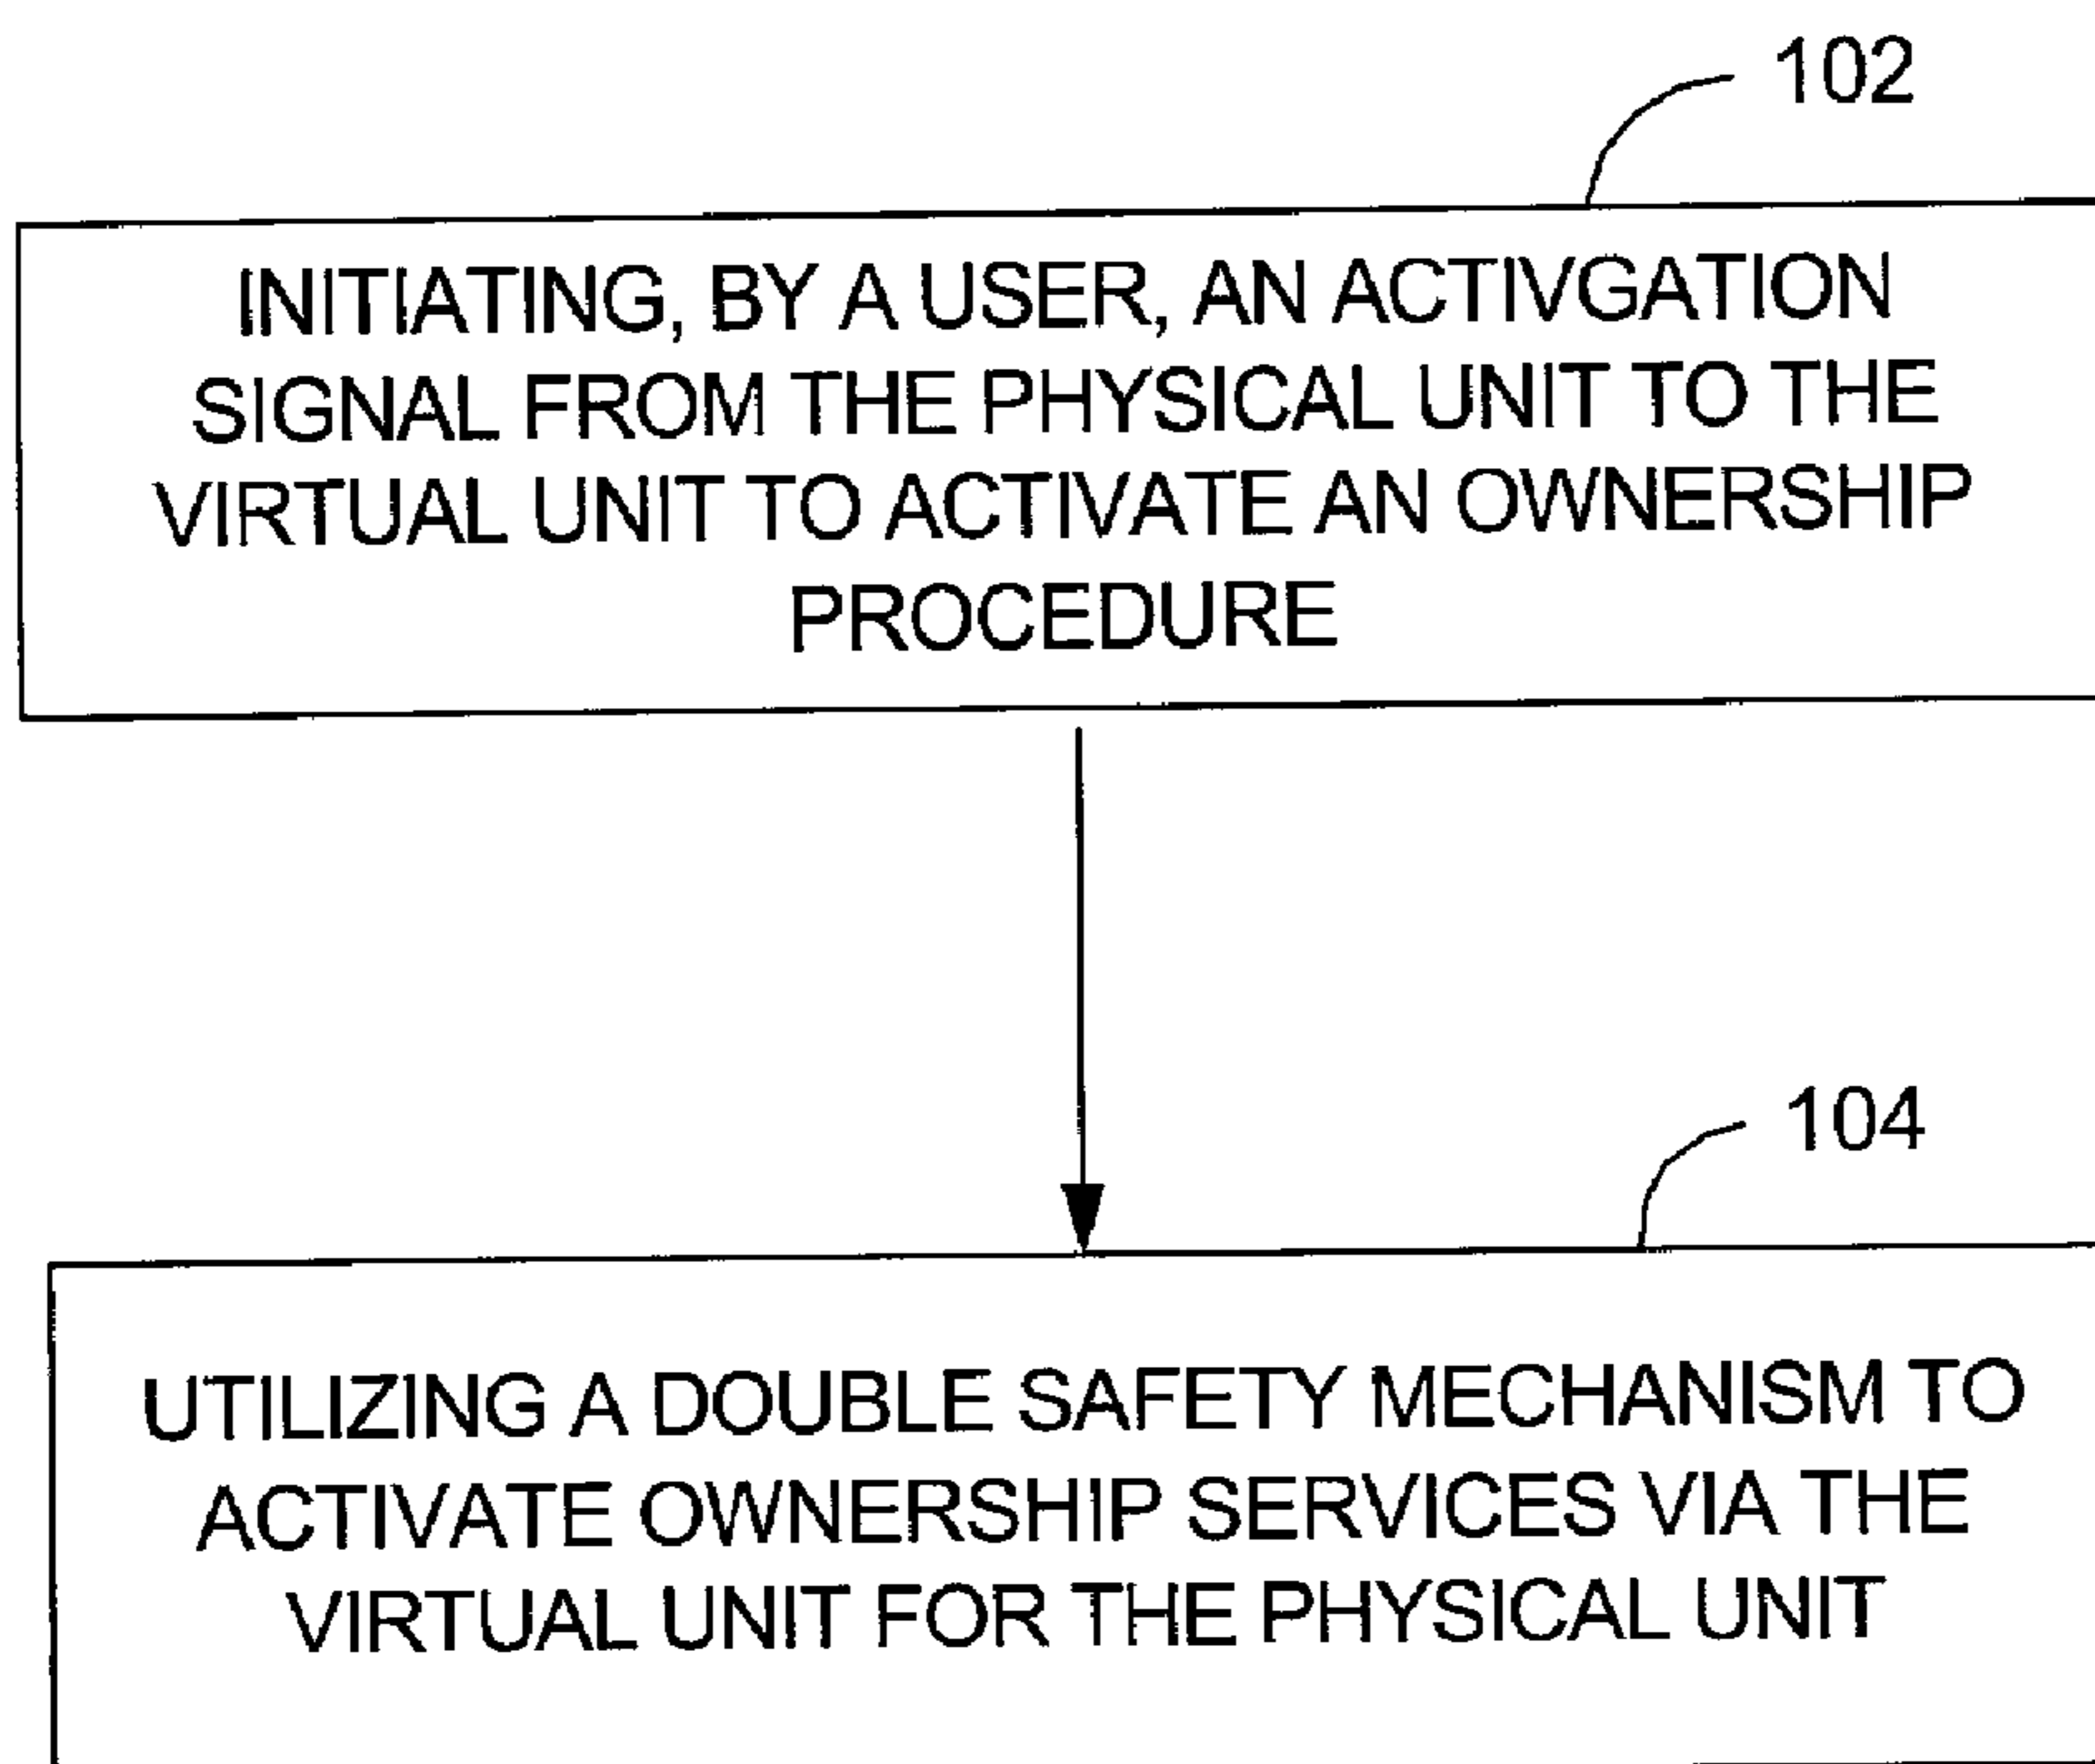 102
INITIATING, BY A USER, AN ACTIVGATION
SIGNAL FROM THE PHYSICAL UNIT TO THE
VIRTUAL UNIT TO ACTIVATE AN OWNERSHIP
PROCEDURE
104
UTILIZING A DOUBLE SAFETY MECHANISM TO
ACTIVATE OWNERSHIP SERVICES VIA THE
VIRTUAL UNIT FOR THE PHYSICAL UNIT